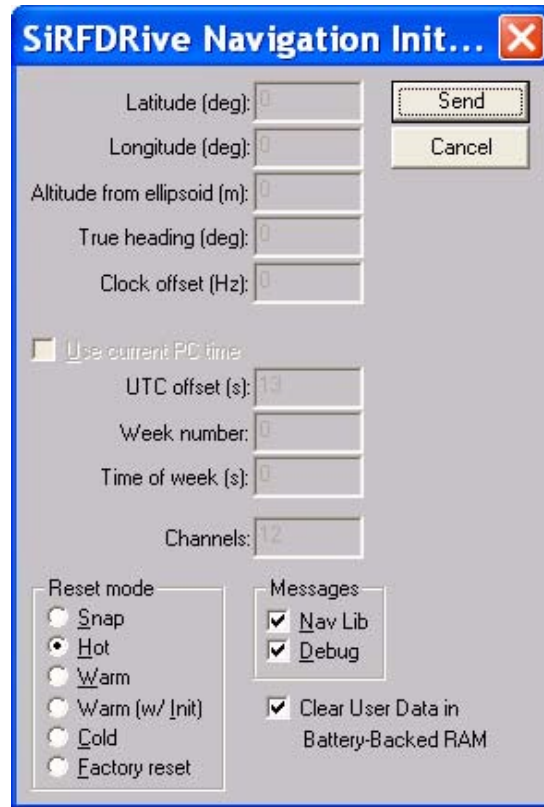 SiRFDRive Navigation Init...
Latitude (deg): 0
Send
Longitude (deg): 0
Cancel
Altitude from ellipsoid (m): 0
True heading (deg): 0
Clock offset (Hz): 0
Use current PC time
UTC offset (s): 13
Week number: 0
Time of week (s): 0
Channels: 12
Reset mode
Snap
Hot
Warm
Warm (w/ Init)
Cold
Factory reset
Messages
Nav Lib
Debug
Clear User Data in
Battery-Backed RAM